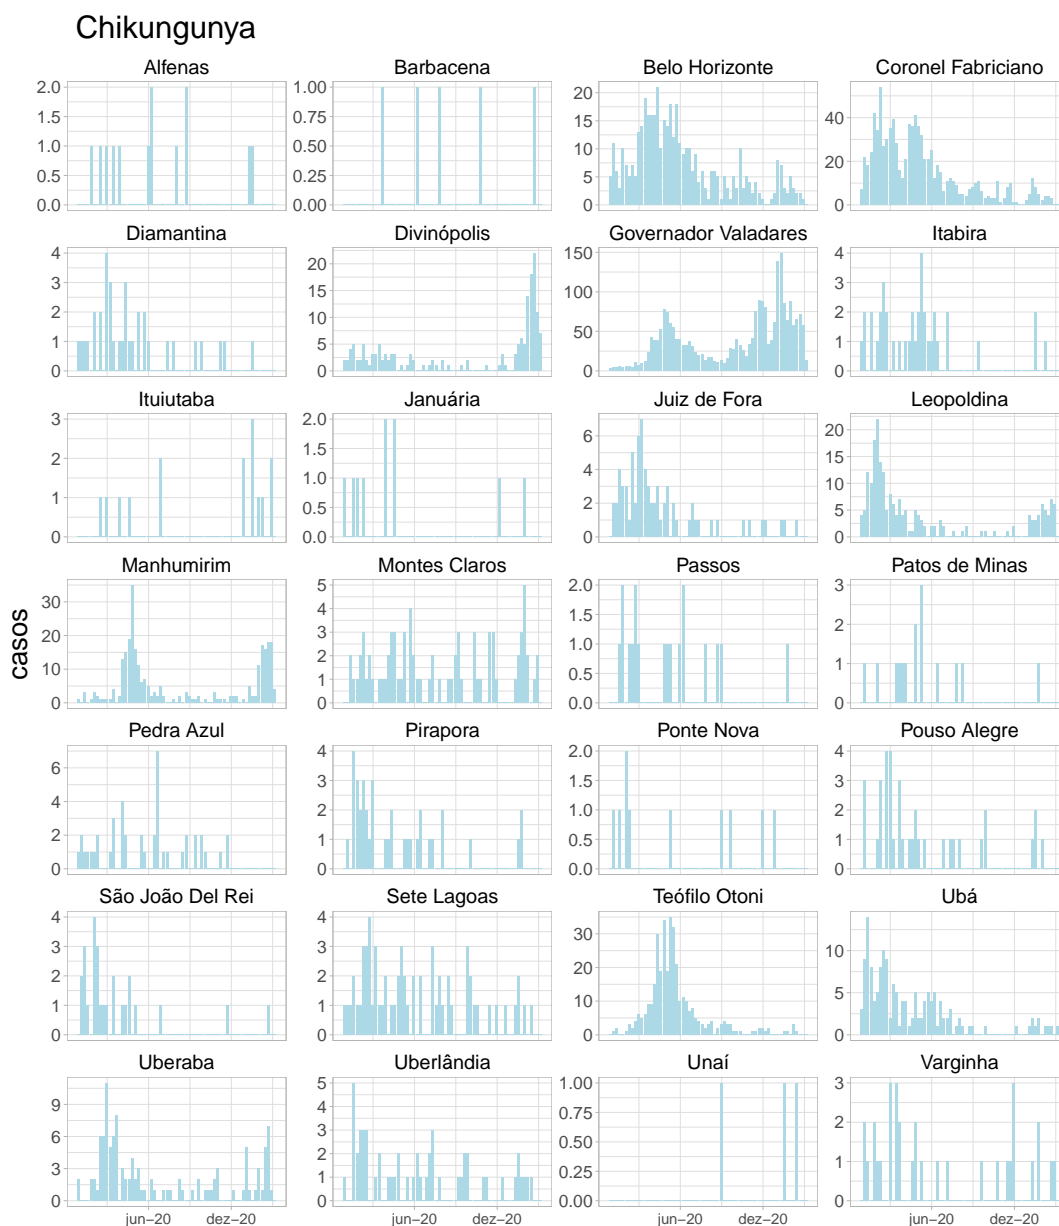 Chikungunya
Alfenas Barbacena Belo Horizonte Coronel Fabriciano
2.0 1.5 1.0 0.5 0.0
1.00 0.75 0.50 0.25 0.00
20 15 10 5 0
40 20 0
Diamantina Divinópolis Governador Valadares Itabira
4 3 2 1 0
20 15 10 5 0
150 100 50 0
4 3 2 1 0
Ituiutaba Januária Juiz de Fora Leopoldina
3 2 1 0
2.0 1.5 1.0 0.5 0.0
6 4 2 0
20 15 10 5 0
casos
Manhumirim Montes Claros Passos Patos de Minas
30 20 10 0
5 4 3 2 1 0
2.0 1.5 1.0 0.5 0.0
3 2 1 0
Pedra Azul Pirapora Ponte Nova Pouso Alegre
6 4 2 0
4 3 2 1 0
2.0 1.5 1.0 0.5 0.0
4 3 2 1 0
São João Del Rei Sete Lagoas Teófilo Otoni Ubá
4 3 2 1 0
4 3 2 1 0
30 20 10 0
10 5 0
Uberaba Uberlândia Unaí Varginha
9 6 3 0
5 4 3 2 1 0
1.00 0.75 0.50 0.25 0.00
3 2 1 0
jun–20 dez–20 jun–20 dez–20 jun–20 dez–20 jun–20 dez–20